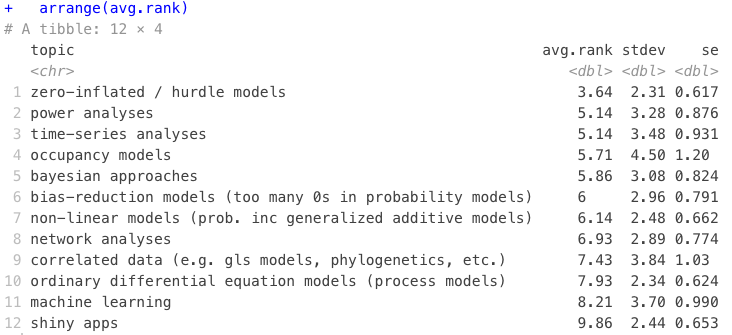 +   arrange(avg.rank)
# A tibble: 12 × 4
   topic                                                        avg.rank stdev    se
   <chr>                                                           <dbl> <dbl> <dbl>
 1 zero-inflated / hurdle models                                    3.64  2.31 0.617
 2 power analyses                                                   5.14  3.28 0.876
 3 time-series analyses                                             5.14  3.48 0.931
 4 occupancy models                                                 5.71  4.50 1.20
 5 bayesian approaches                                              5.86  3.08 0.824
 6 bias-reduction models (too many 0s in probability models)        6     2.96 0.791
 7 non-linear models (prob. inc generalized additive models)        6.14  2.48 0.662
 8 network analyses                                                 6.93  2.89 0.774
 9 correlated data (e.g. gls models, phylogenetics, etc.)           7.43  3.84 1.03
10 ordinary differential equation models (process models)           7.93  2.34 0.624
11 machine learning                                                 8.21  3.70 0.990
12 shiny apps                                                       9.86  2.44 0.653